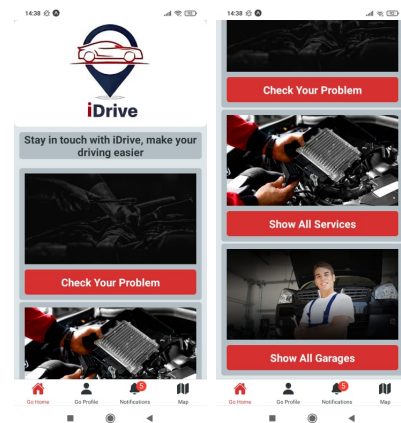 14:38
92
iDrive
Stay in touch with iDrive, make your
driving easier
Check Your Problem
Go Home
Go Profile
5
Notifications
Map
14:38
92
Check Your Problem
Show All Services
Show All Garages
Go Home
Go Profile
5
Notifications
Map